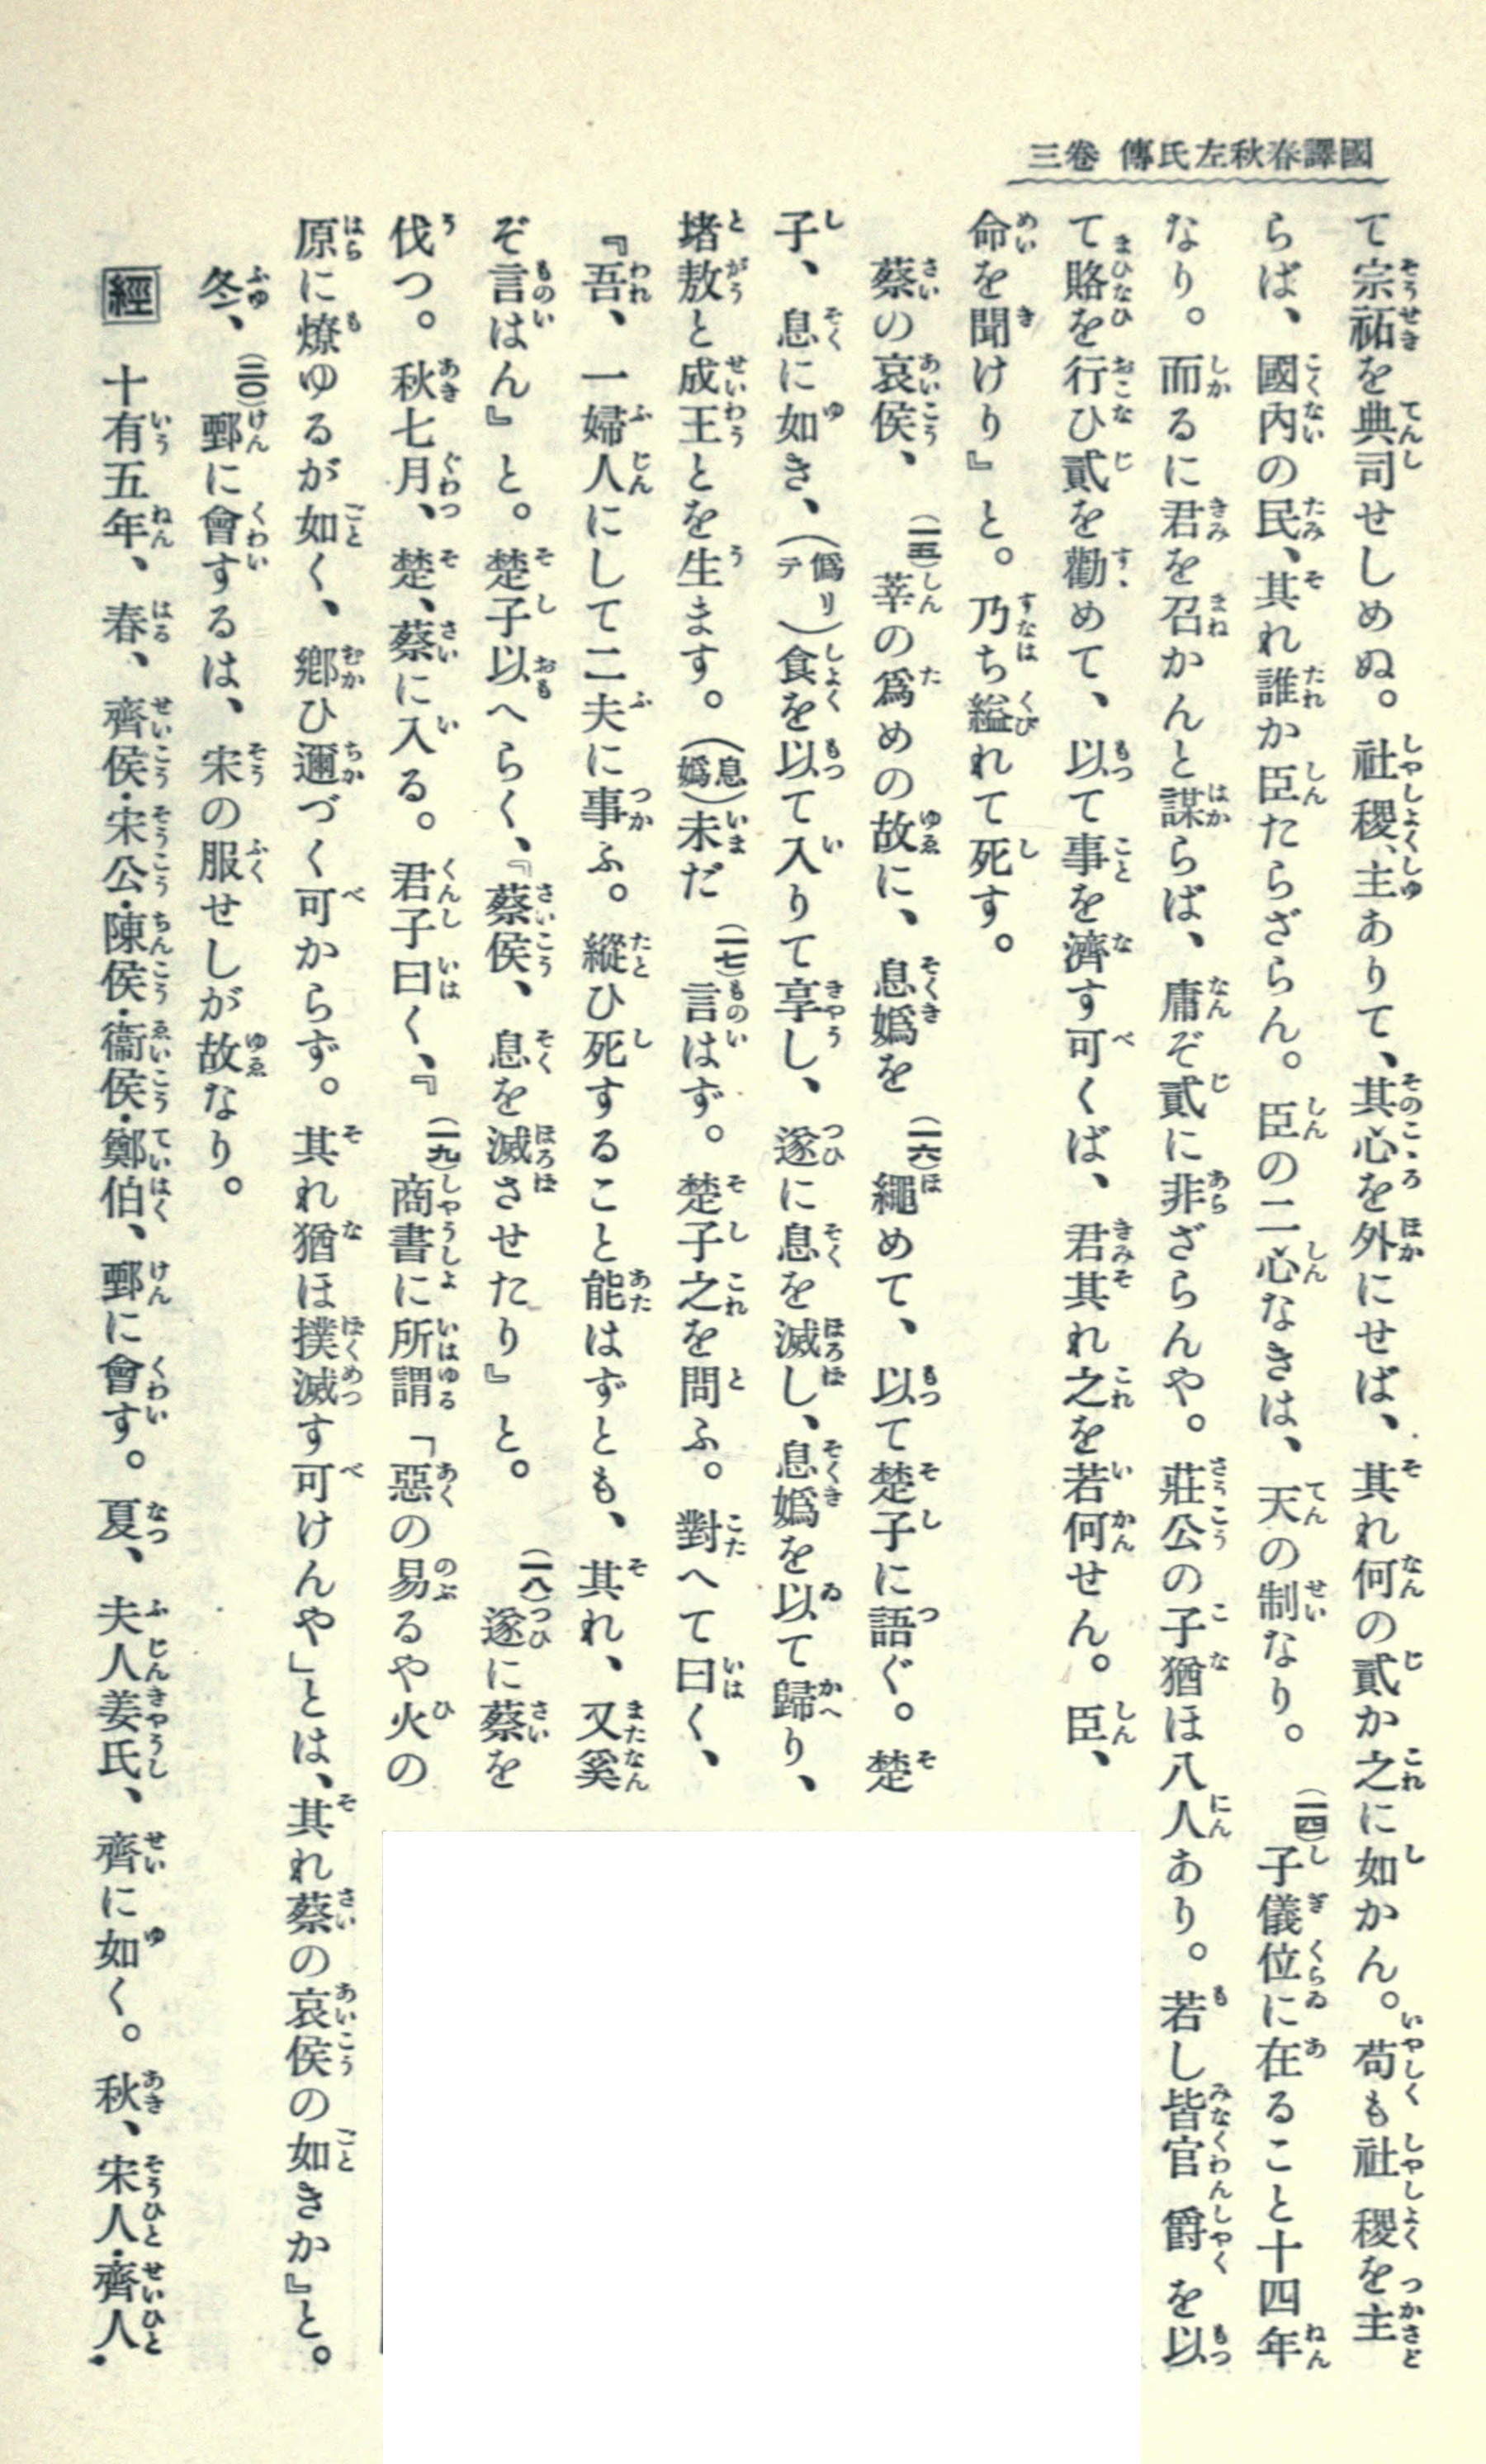 國譯春秋左氏傳 卷三
て宗祏を典司せしめぬ。社稷、主ありて、其心を外にせば、其れ何の貳か之に如かん。苟も社稷を主
らば、國內の民、其れ誰か臣たらざらん。臣の二心なきは、天の制なり。(一四)子儀位に在ること十四年
なり。而るに君を召かんと謀らば、庸ぞ貳に非ざらんや。莊公の子猶ほ八人あり。若し皆官爵を以
て賂を行ひ貳を勸めて、以て事を濟す可くば、君其れ之を若何せん。臣、
命を聞けり』と。乃ち縊れて死す。
蔡の哀侯、(一五)莘の爲めの故に、息嬀を(一六)繩めて、以て楚子に語ぐ。楚
子、息に如き、(僞リテ)食を以て入りて享し、遂に息を滅し、息嬀を以て歸り、
堵敖と成王とを生ます。(息嬀)未だ(一七)言はず。楚子之を問ふ。對へて曰く、
『吾、一婦人にして二夫に事ふ。縱ひ死すること能はずとも、其れ、又奚
ぞ言はん』と。楚子以へらく、『蔡侯、息を滅させたり』と。(一八)遂に蔡を
伐つ。秋七月、楚、蔡に入る。君子曰く、『(一九)商書に所謂「惡の易るや火の
原に燎ゆるが如く、鄕ひ邇づく可からず。其れ猶ほ撲滅す可けんや」とは、其れ蔡の哀侯の如きか』と。
冬、(二〇)鄄に會するは、宋の服せしが故なり。
經 十有五年、春、齊侯・宋公・陳侯・衞侯・鄭伯、鄄に會す。夏、夫人姜氏、齊に如く。秋、宋人・齊人・